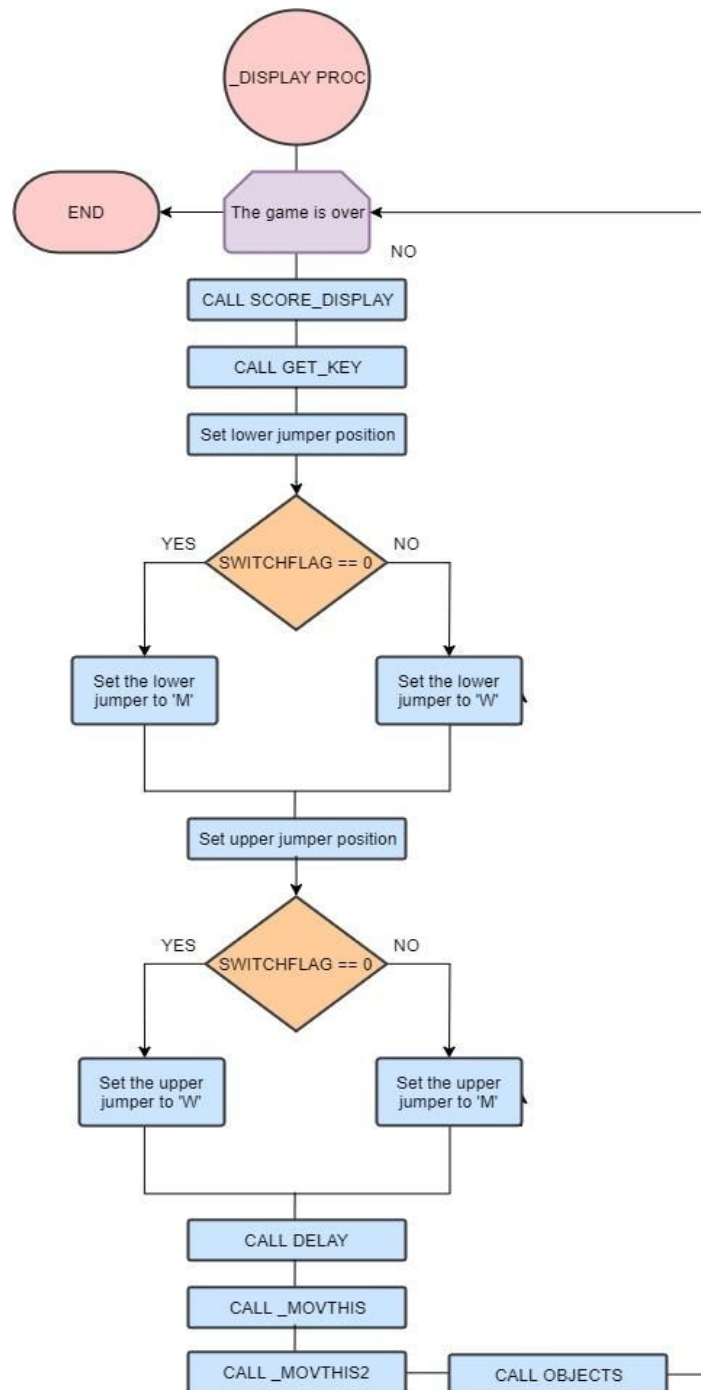 _DISPLAY PROC
END
The game is over
NO
CALL SCORE_DISPLAY
CALL GET_KEY
Set lower jumper position
YES
SWITCHFLAG == 0
NO
Set the lower
jumper to 'M'
Set the lower
jumper to 'W'
Set upper jumper position
YES
SWITCHFLAG == 0
NO
Set the upper
jumper to 'W'
Set the upper
jumper to 'M'
CALL DELAY
CALL _MOVTHIS
CALL _MOVTHIS2
CALL OBJECTS